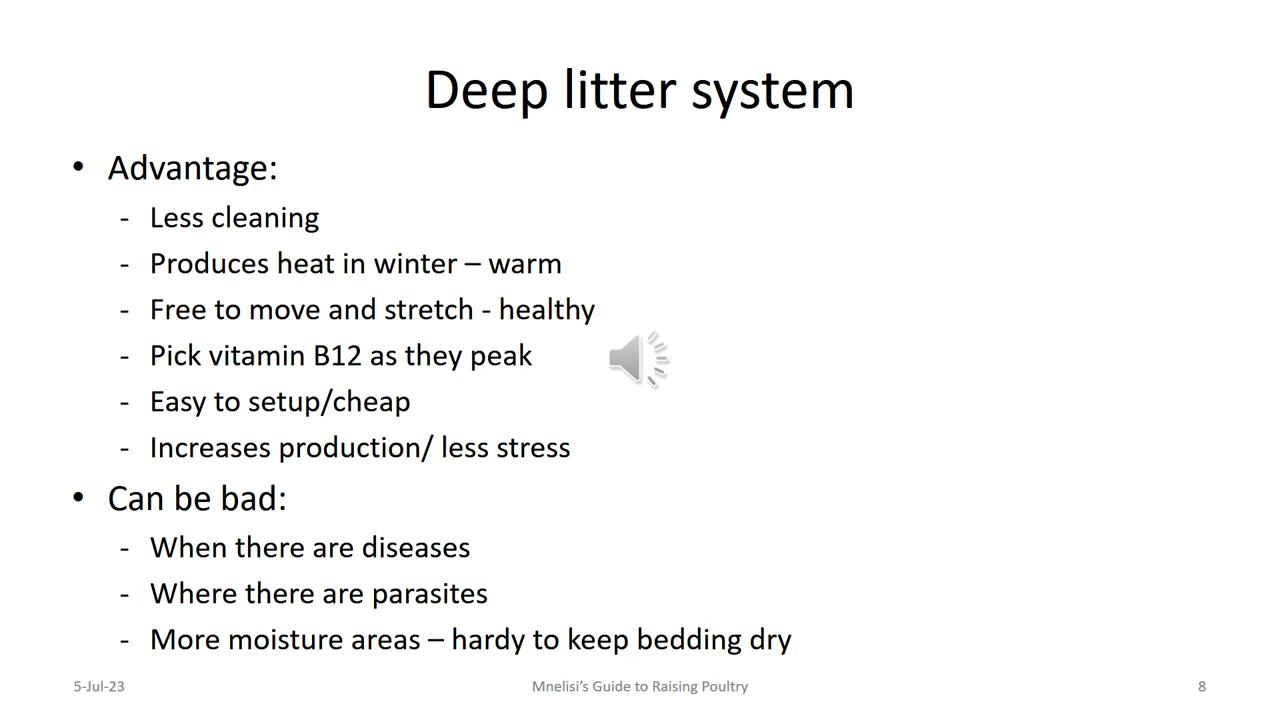 Deep litter system
• Advantage:
- Less cleaning
- Produces heat in winter – warm
- Free to move and stretch - healthy
- Pick vitamin B12 as they peak
- Easy to setup/cheap
- Increases production/ less stress
• Can be bad:
- When there are diseases
- Where there are parasites
- More moisture areas – hardy to keep bedding dry
5-Jul-23
Mnelisi’s Guide to Raising Poultry
8